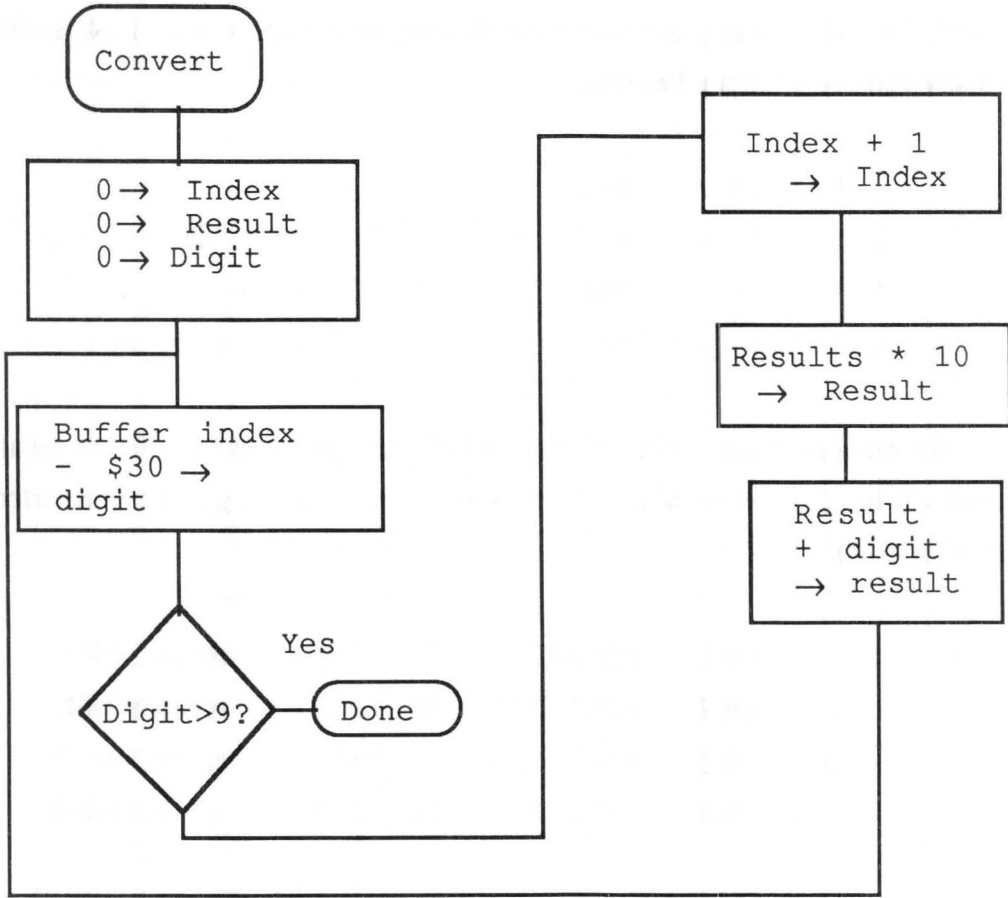 Convert
0→ Index
0→ Result
0→ Digit
Buffer index
- $30 →
digit
Digit>9?
Yes
Done
Index + 1
→ Index
Results * 10
→ Result
Result
+ digit
→ result